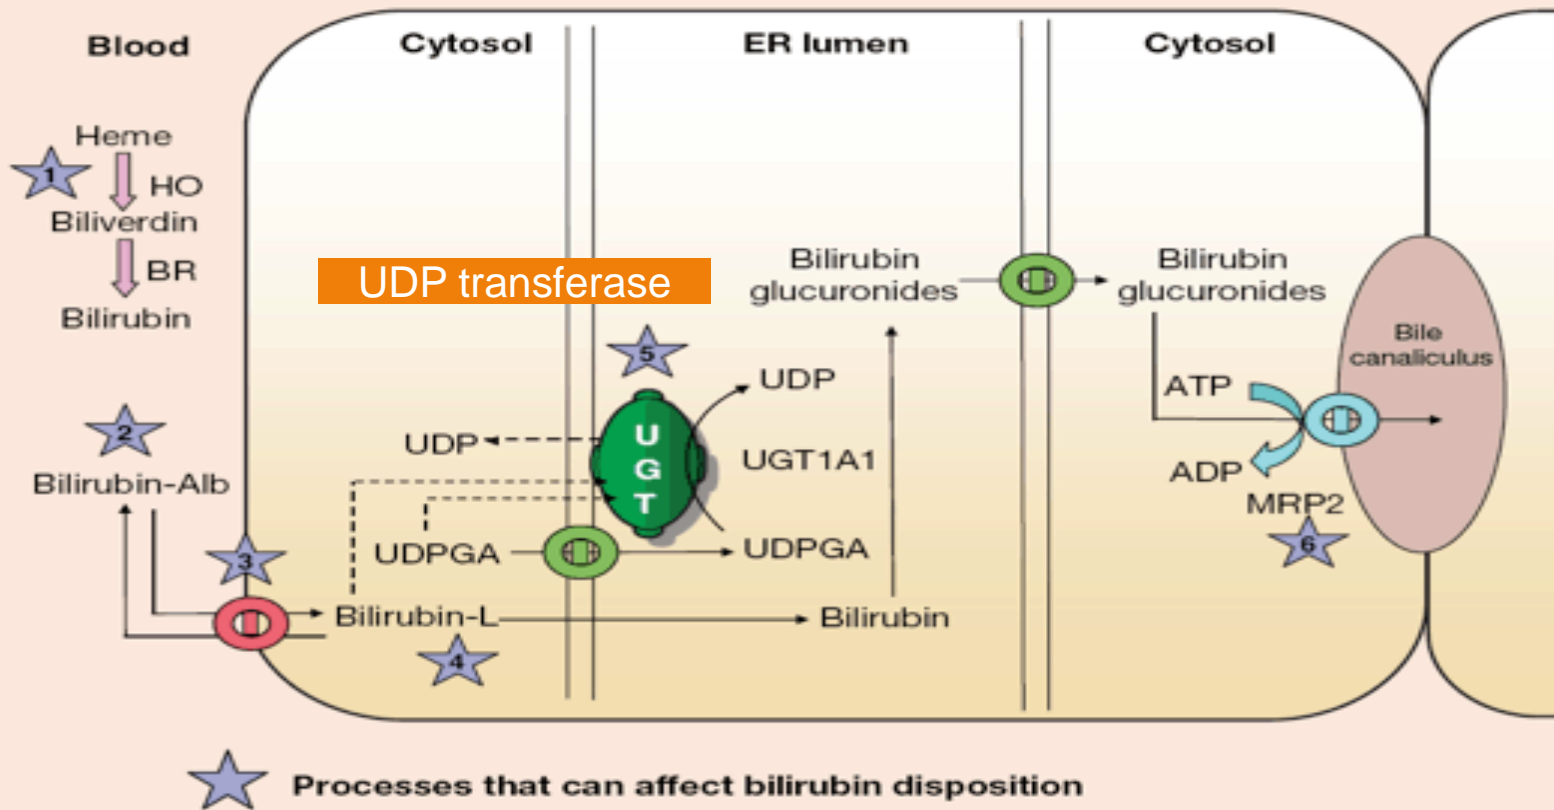 Blood
Cytosol
ER lumen
Cytosol
Heme
1
HO
Biliverdin
BR
Bilirubin
UDP transferase
Bilirubin
glucuronides
Bilirubin
glucuronides
Bile
canaliculus
5
UDP
ATP
2
UDP
U
G
T
UGT1A1
ADP
Bilirubin-Alb
MRP2
6
3
UDPGA
UDPGA
Bilirubin-L
Bilirubin
4
Processes that can affect bilirubin disposition